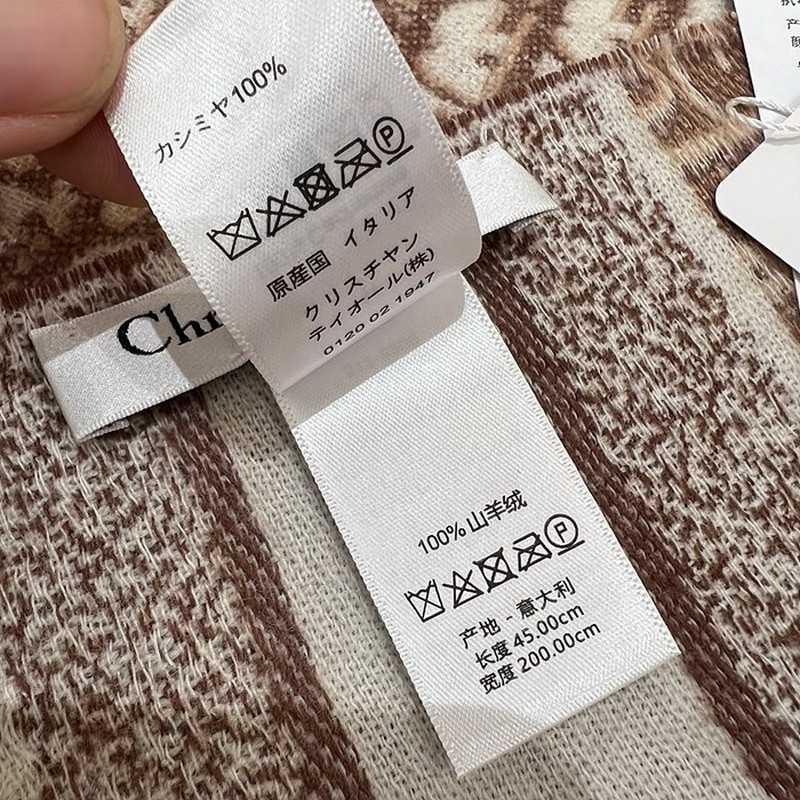 カシミヤ100%
P
原産国 イタリア
クリスチャン
ディオール(株)
0120 02 1947
Chr
100% 山羊绒
P
产地 - 意大利
长度 45.00cm
宽度 200.00cm